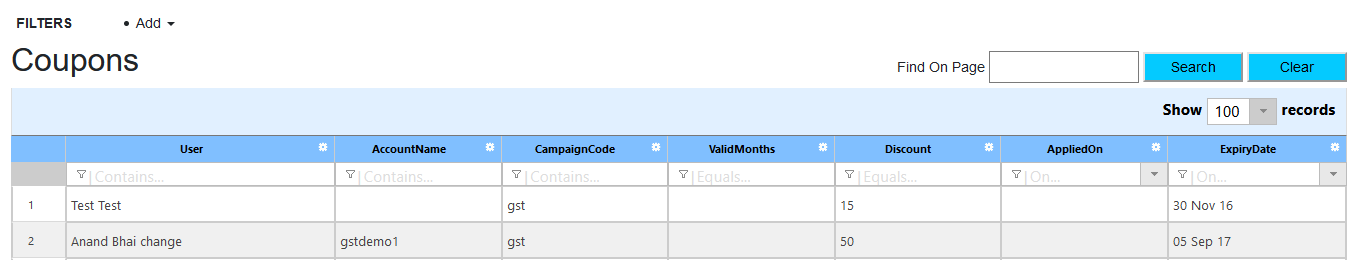 FILTERS • Add
Coupons
Find On Page Search Clear
Show 100 records
User AccountName CampaignCode ValidMonths Discount AppliedOn ExpiryDate
|Contains... |Contains... |Contains... |Equals... |Equals... |On... |On...
1 Test Test gst 15 30 Nov 16
2 Anand Bhai change gstdemo1 gst 50 05 Sep 17